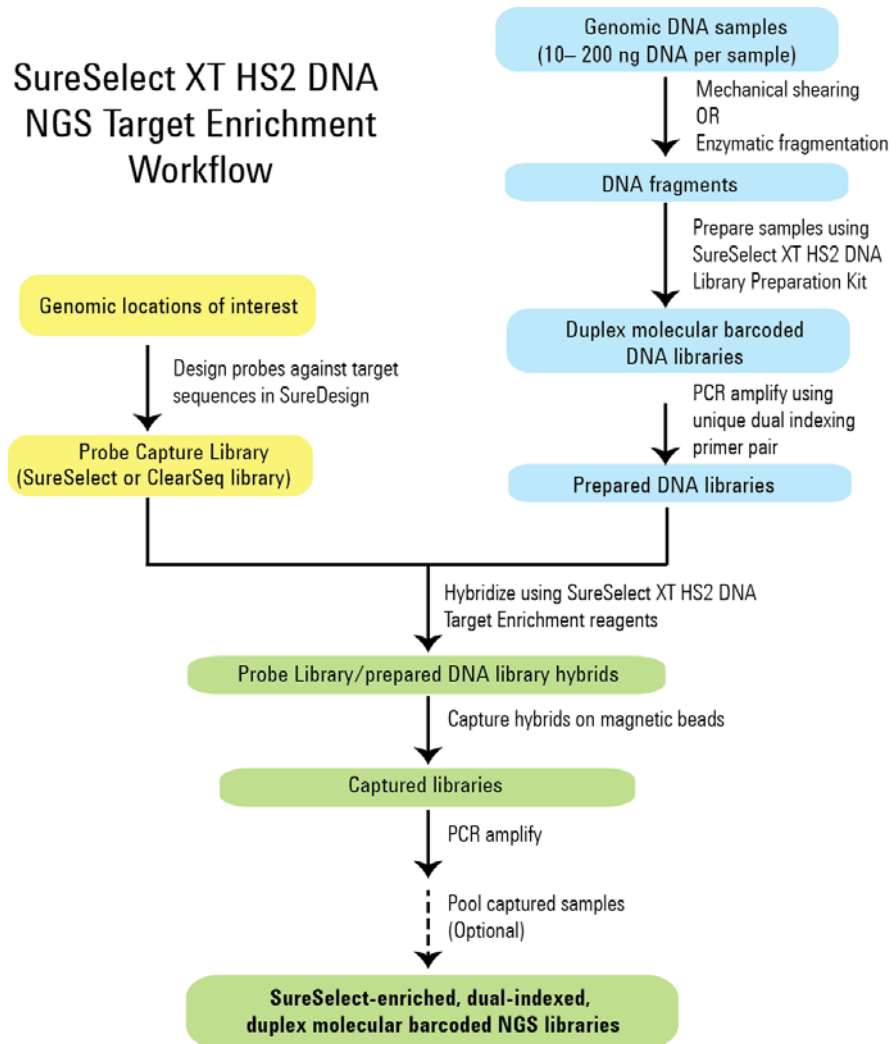 SureSelect XT HS2 DNA
NGS Target Enrichment
Workflow
Genomic DNA samples
(10– 200 ng DNA per sample)
Mechanical shearing
OR
Enzymatic fragmentation
DNA fragments
Prepare samples using
SureSelect XT HS2 DNA
Library Preparation Kit
Duplex molecular barcoded
DNA libraries
PCR amplify using
unique dual indexing
primer pair
Prepared DNA libraries
Genomic locations of interest
Design probes against target
sequences in SureDesign
Probe Capture Library
(SureSelect or ClearSeq library)
Hybridize using SureSelect XT HS2 DNA
Target Enrichment reagents
Probe Library/prepared DNA library hybrids
Capture hybrids on magnetic beads
Captured libraries
PCR amplify
Pool captured samples
(Optional)
SureSelect-enriched, dual-indexed,
duplex molecular barcoded NGS libraries